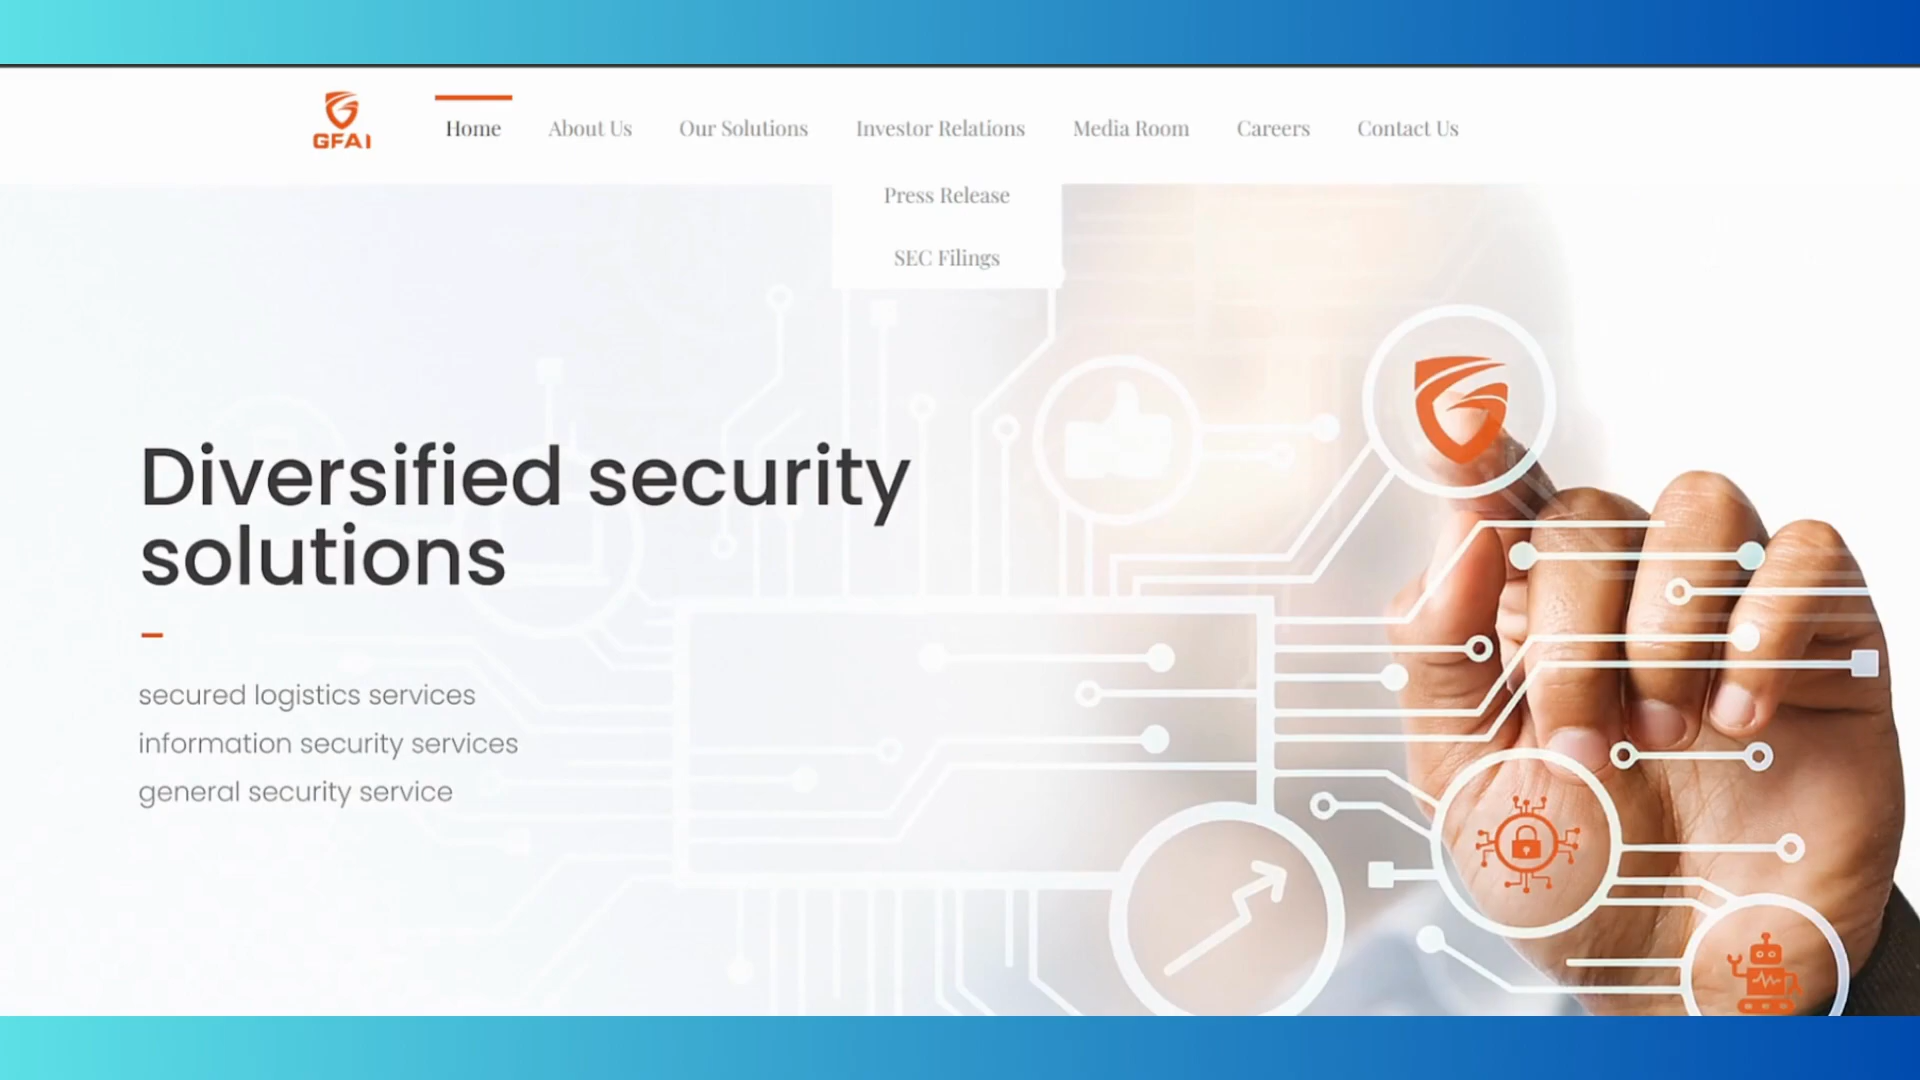 GFAI
Home About Us Our Solutions Investor Relations Media Room Careers Contact Us
Press Release
SEC Filings
Diversified security
solutions
secured logistics services
information security services
general security service